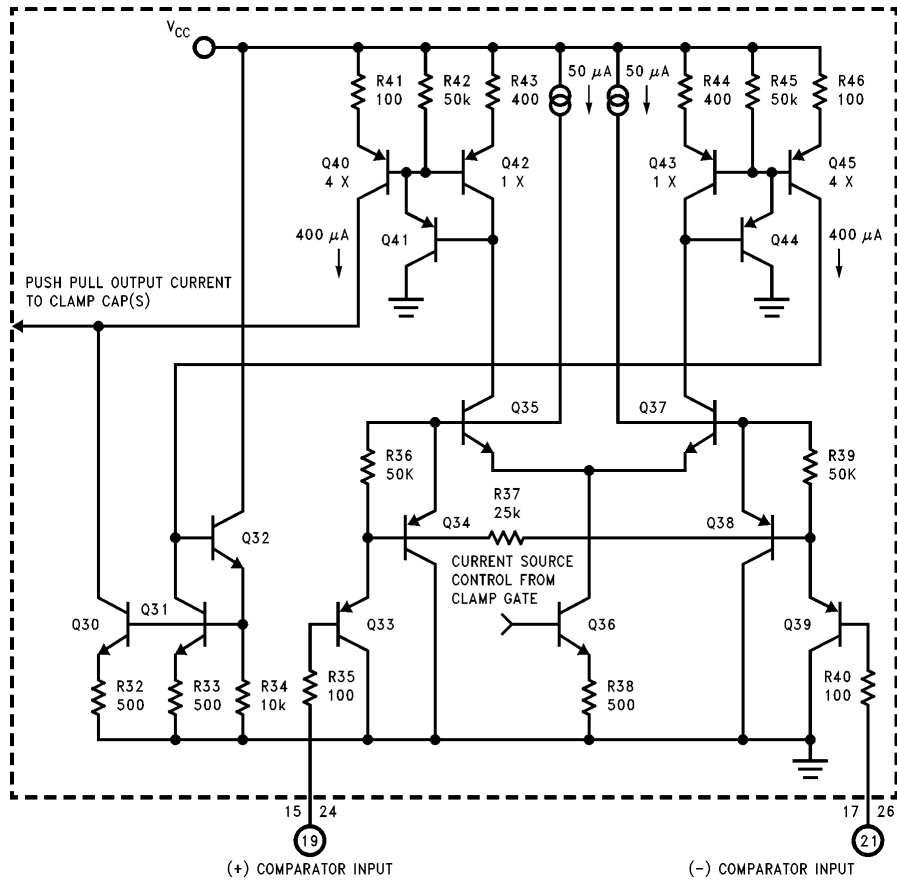 VCC
R41
100
R42
50k
R43
400
50 μA
50 μA
R44
400
R45
50k
R46
100
Q40
4 X
Q42
1 X
Q43
1 X
Q45
4 X
400 μA
Q41
Q44
400 μA
PUSH PULL OUTPUT CURRENT
TO CLAMP CAP(S)
Q35
Q37
R36
50K
R39
50K
R37
25k
Q34
Q38
Q32
CURRENT SOURCE
CONTROL FROM
CLAMP GATE
Q30
Q31
Q33
Q36
Q39
R32
500
R33
500
R34
10k
R35
100
R38
500
R40
100
15 24
17 26
19
21
(+) COMPARATOR INPUT
(-) COMPARATOR INPUT